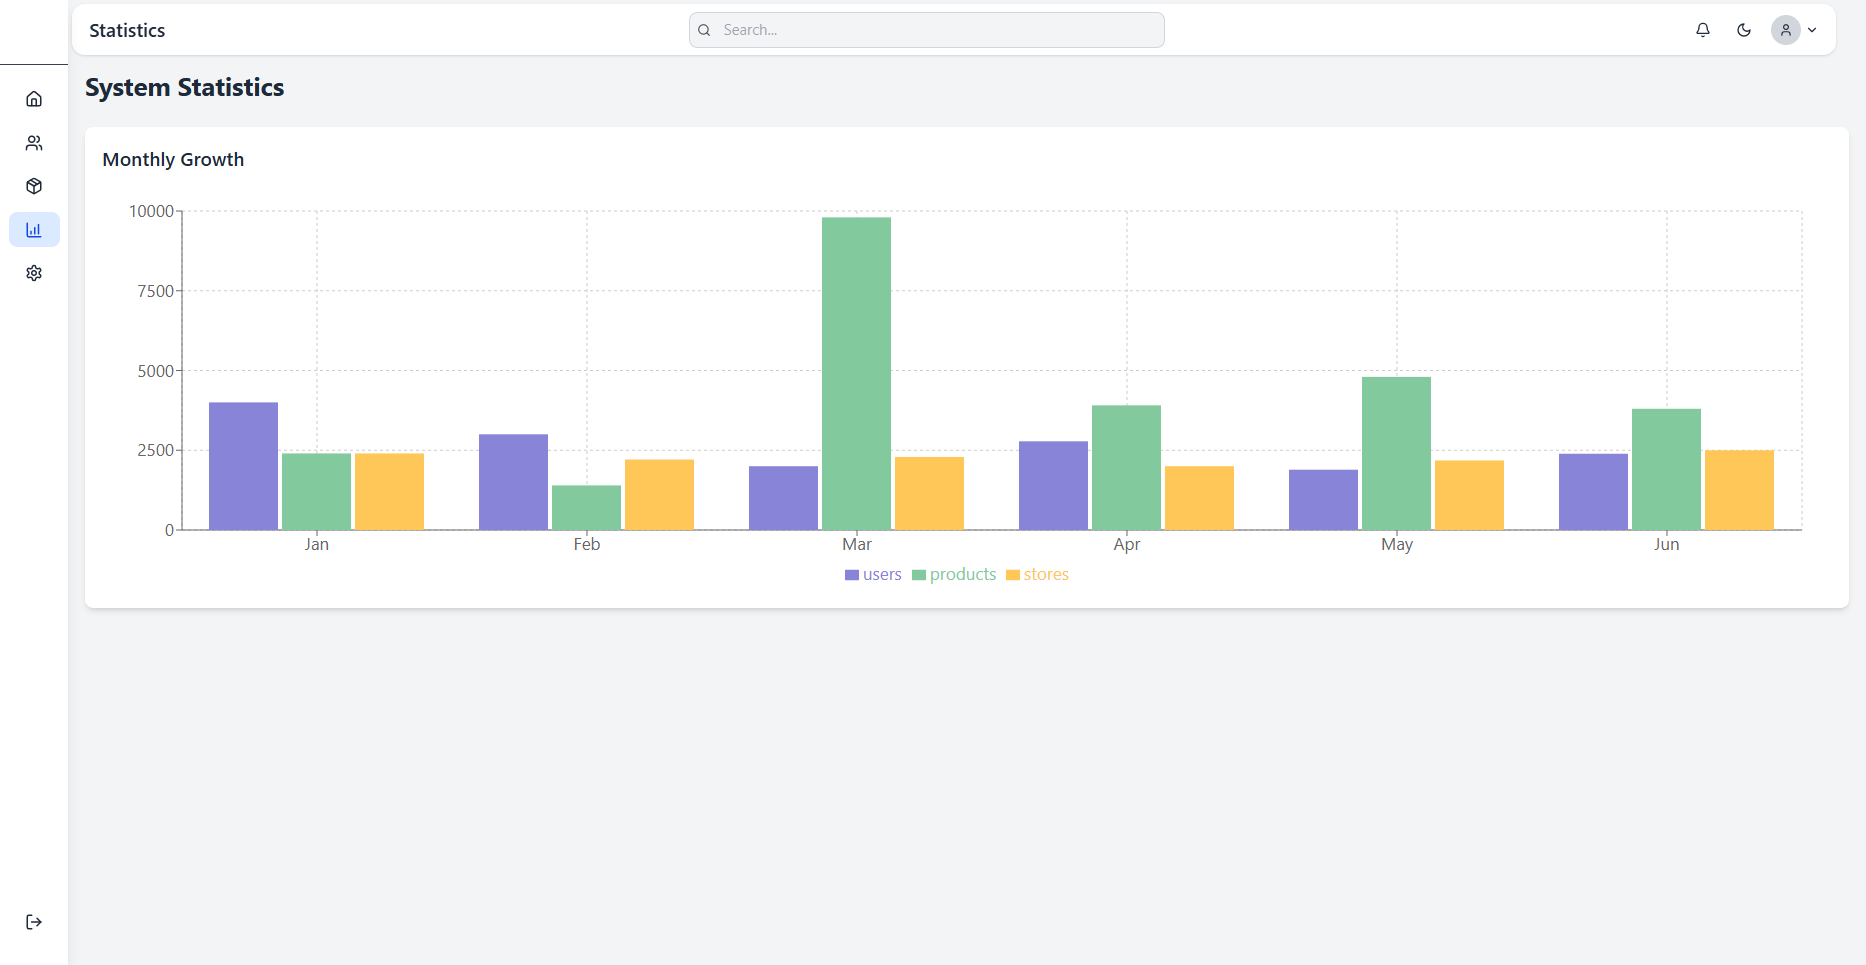 Statistics
Search...
System Statistics
Monthly Growth
10000
7500
5000
2500
0
Jan Feb Mar Apr May Jun
users products stores